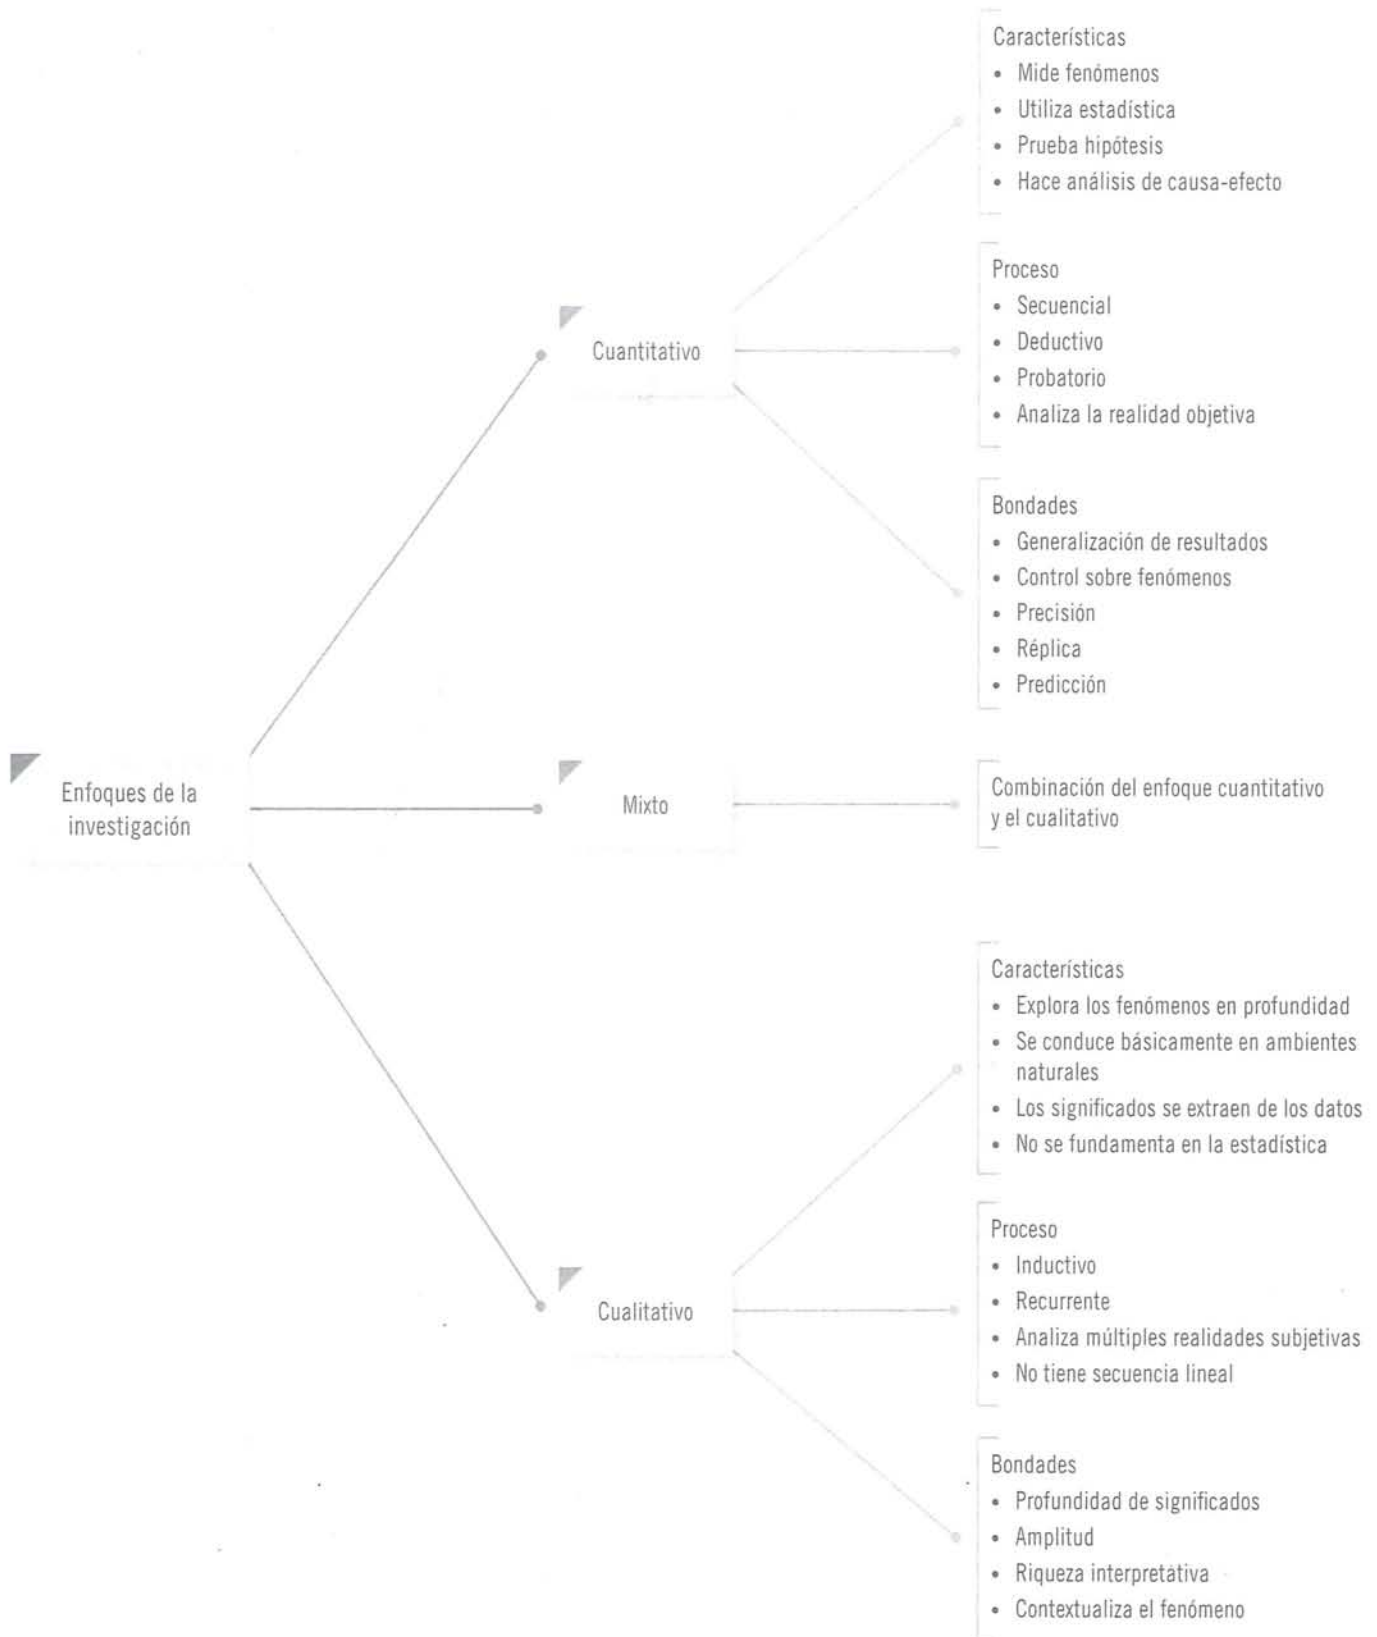 Características
• Mide fenómenos
• Utiliza estadística
• Prueba hipótesis
• Hace análisis de causa-efecto
Proceso
• Secuencial
• Deductivo
• Probatorio
• Analiza la realidad objetiva
Cuantitativo
Bondades
• Generalización de resultados
• Control sobre fenómenos
• Precisión
• Réplica
• Predicción
Enfoques de la
investigación
Mixto
Combinación del enfoque cuantitativo
y el cualitativo
Características
• Explora los fenómenos en profundidad
• Se conduce básicamente en ambientes
naturales
• Los significados se extraen de los datos
• No se fundamenta en la estadística
Proceso
• Inductivo
• Recurrente
• Analiza múltiples realidades subjetivas
• No tiene secuencia lineal
Cualitativo
Bondades
• Profundidad de significados
• Amplitud
• Riqueza interpretativa
• Contextualiza el fenómeno